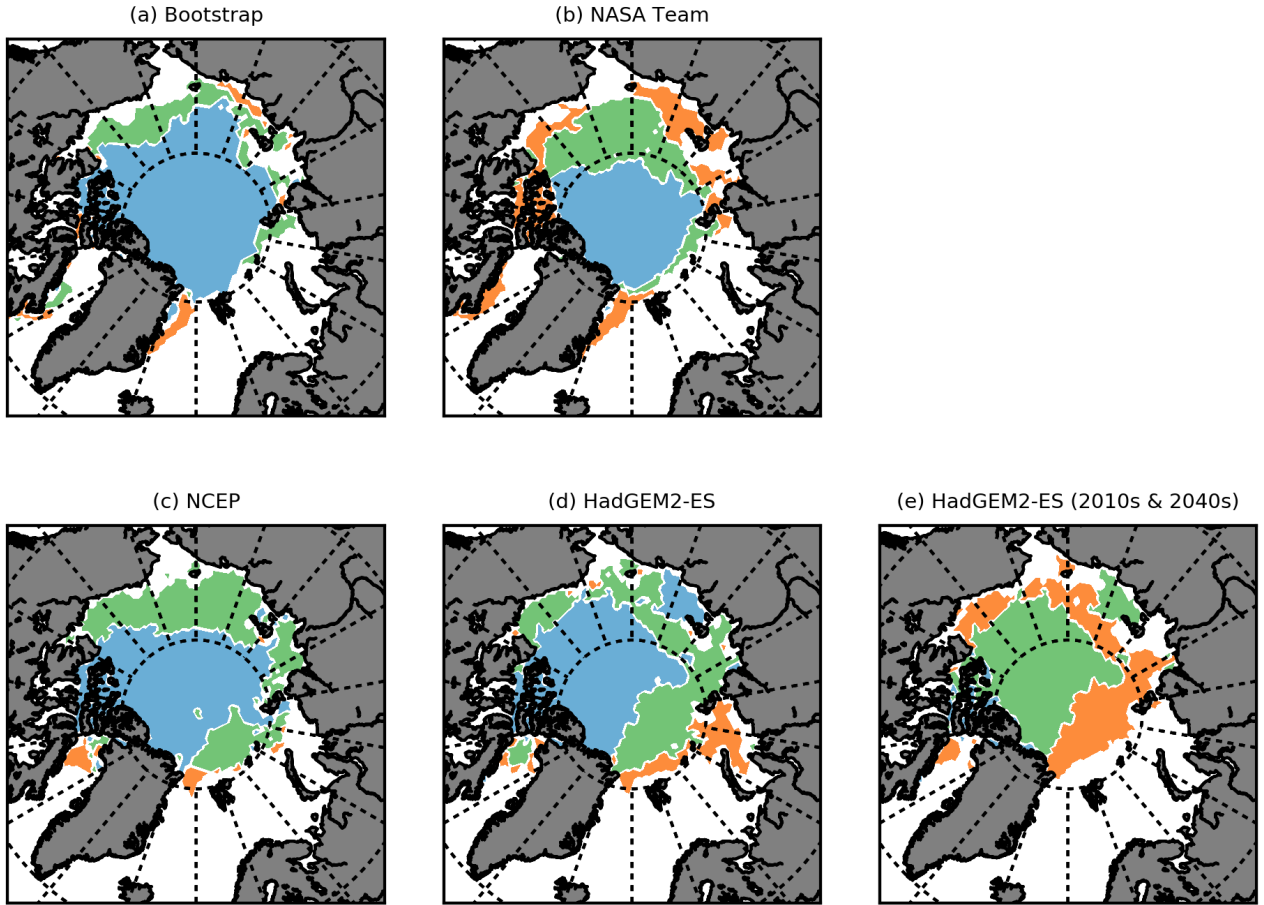 (a) Bootstrap
(b) NASA Team
(c) NCEP
(d) HadGEM2-ES
(e) HadGEM2-ES (2010s & 2040s)